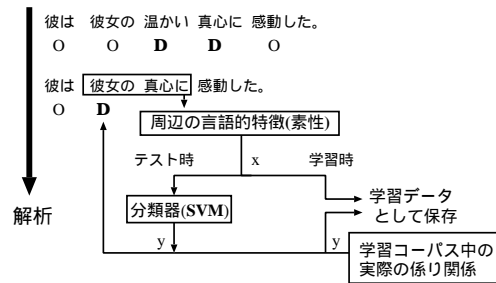 彼は 彼女の 温かい 真心に 感動した。
O O D D O
彼は 彼女の 真心に 感動した。
O D
周辺の言語的特徴(素性)
テスト時 x 学習時
学習データ
として保存
分類器(SVM)
解析
y y
学習コーパス中の
実際の係り関係